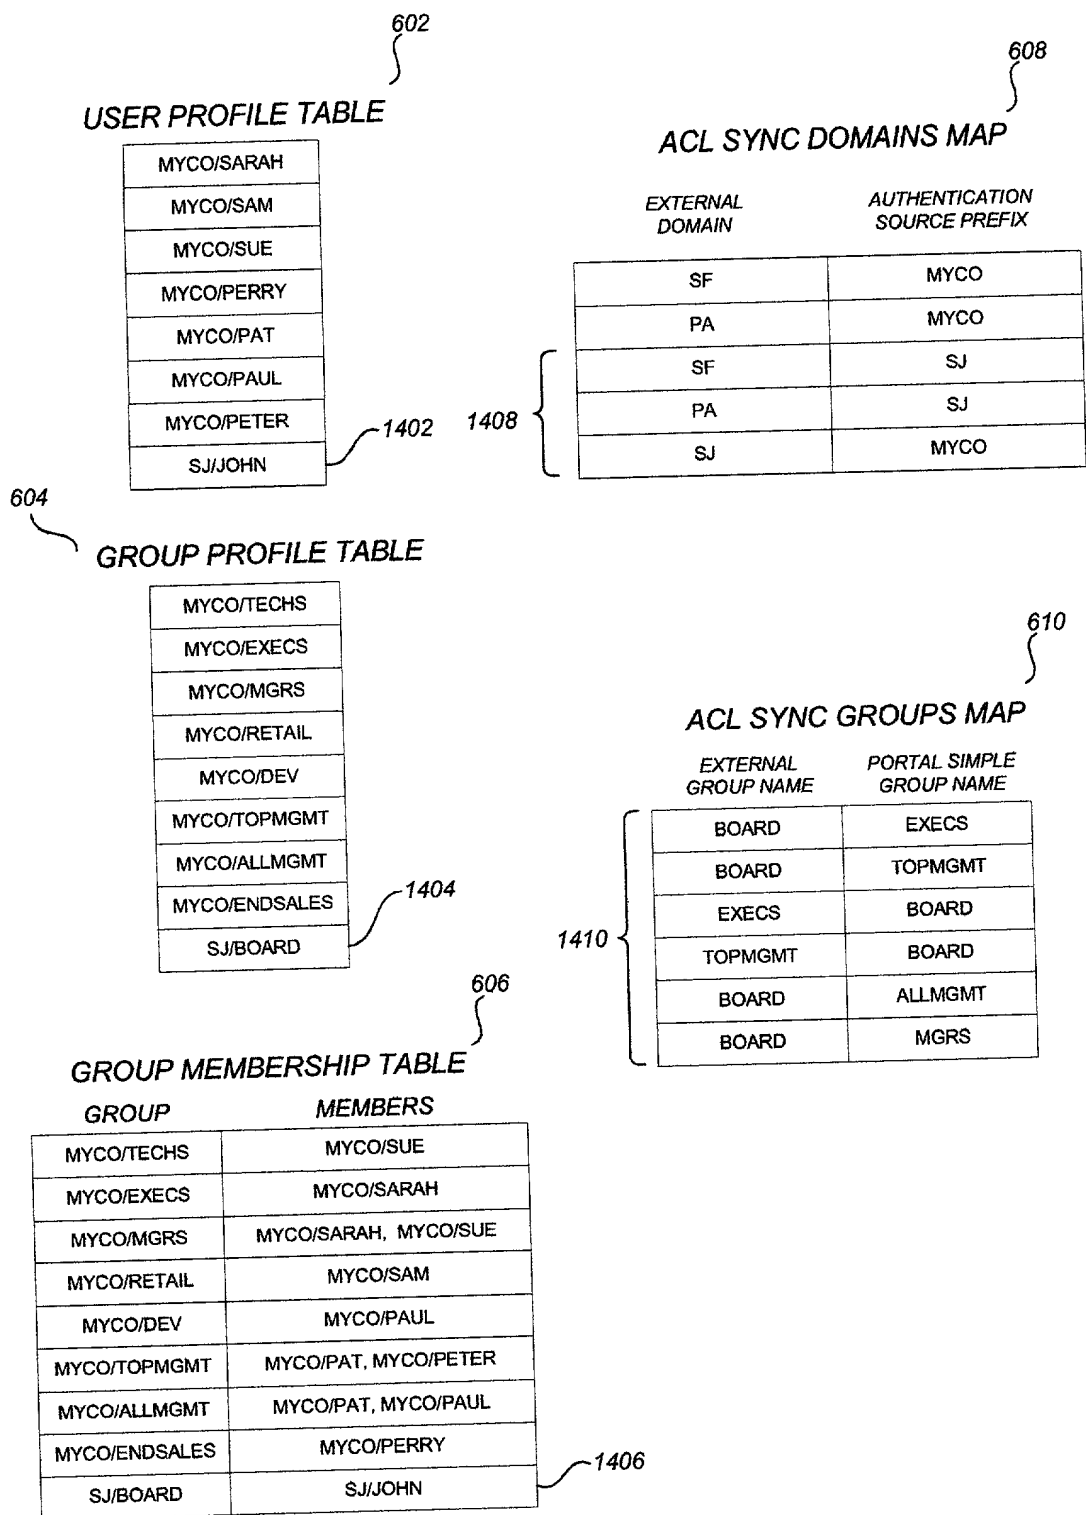 602
USER PROFILE TABLE
MYCO/SARAH
MYCO/SAM
MYCO/SUE
MYCO/PERRY
MYCO/PAT
MYCO/PAUL
MYCO/PETER
SJ/JOHN
1402
608
ACL SYNC DOMAINS MAP
EXTERNAL DOMAIN
AUTHENTICATION SOURCE PREFIX
SF MYCO
PA MYCO
SF SJ
PA SJ
SJ MYCO
1408
604
GROUP PROFILE TABLE
MYCO/TECHS
MYCO/EXECS
MYCO/MGRS
MYCO/RETAIL
MYCO/DEV
MYCO/TOPMGMT
MYCO/ALLMGMT
MYCO/ENDSALES
SJ/BOARD
1404
610
ACL SYNC GROUPS MAP
EXTERNAL GROUP NAME
PORTAL SIMPLE GROUP NAME
BOARD EXECS
BOARD TOPMGMT
EXECS BOARD
TOPMGMT BOARD
BOARD ALLMGMT
BOARD MGRS
1410
606
GROUP MEMBERSHIP TABLE
GROUP MEMBERS
MYCO/TECHS MYCO/SUE
MYCO/EXECS MYCO/SARAH
MYCO/MGRS MYCO/SARAH, MYCO/SUE
MYCO/RETAIL MYCO/SAM
MYCO/DEV MYCO/PAUL
MYCO/TOPMGMT MYCO/PAT, MYCO/PETER
MYCO/ALLMGMT MYCO/PAT, MYCO/PAUL
MYCO/ENDSALES MYCO/PERRY
SJ/BOARD SJ/JOHN
1406